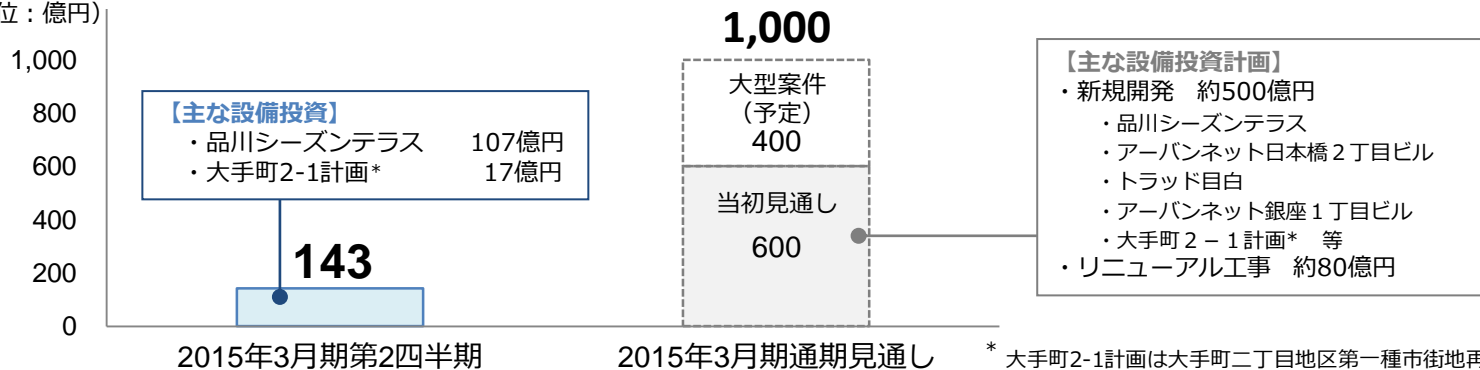 位：億円）
1,000
800
600
400
200
0
【主な設備投資】
・品川シーズンテラス 107億円
・大手町2-1計画* 17億円
143
2015年3月期第2四半期
1,000
大型案件
（予定）
400
当初見通し
600
2015年3月期通期見通し
【主な設備投資計画】
・新規開発 約500億円
・品川シーズンテラス
・アーバンネット日本橋２丁目ビル
・トラッド目白
・アーバンネット銀座１丁目ビル
・大手町２－１計画* 等
・リニューアル工事 約80億円
* 大手町2-1計画は大手町二丁目地区第一種市街地再